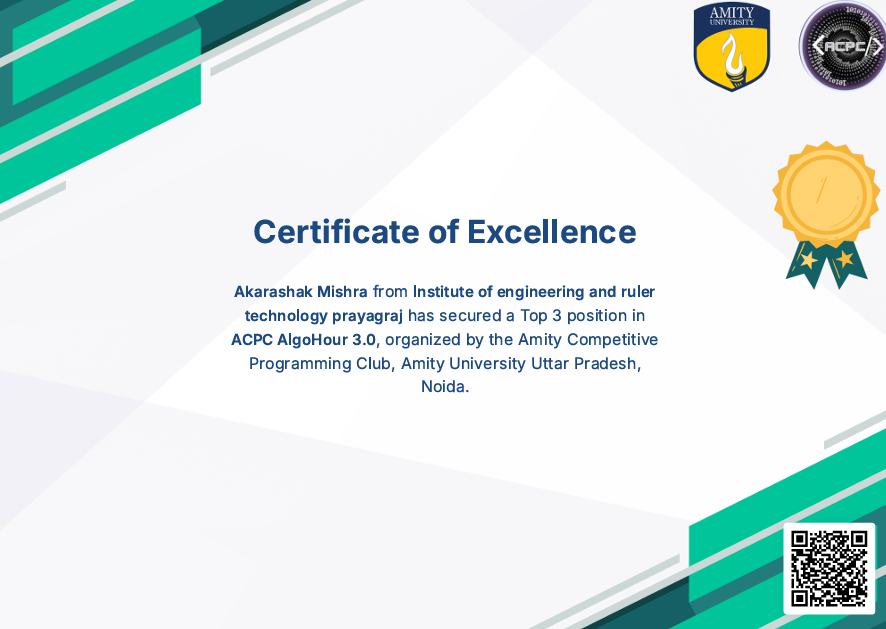 AMITY
UNIVERSITY
ACPC
Certificate of Excellence
Akarashak Mishra from Institute of engineering and ruler
technology prayagraj has secured a Top 3 position in
ACPC AlgoHour 3.0, organized by the Amity Competitive
Programming Club, Amity University Uttar Pradesh,
Noida.